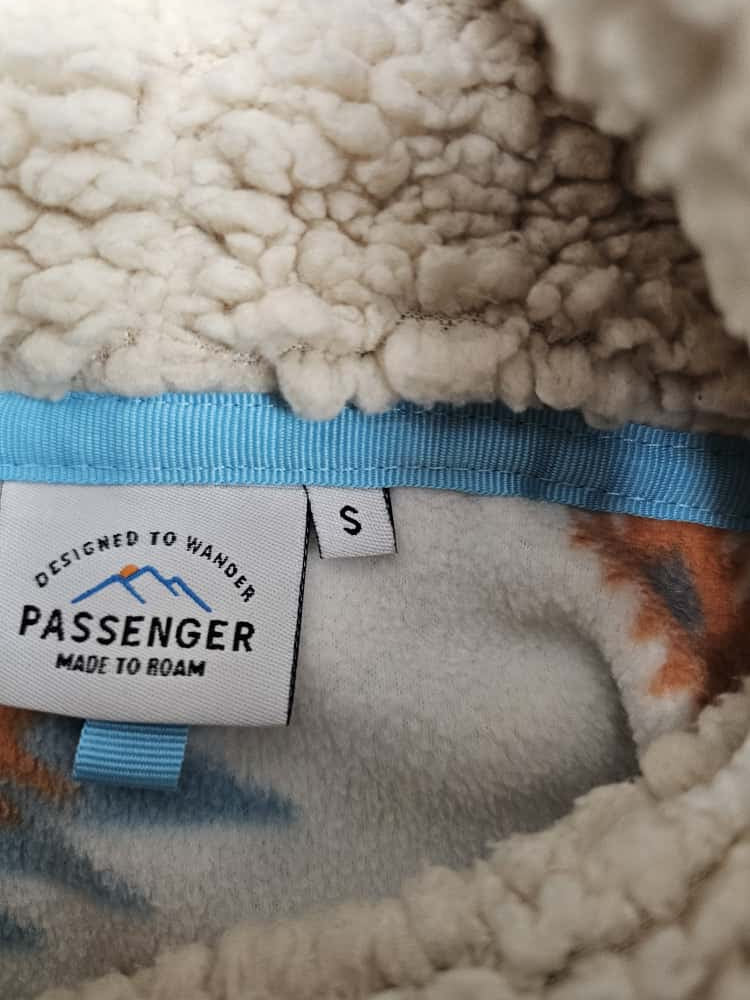 DESIGNED TO WANDER
PASSENGER
MADE TO ROAM
S